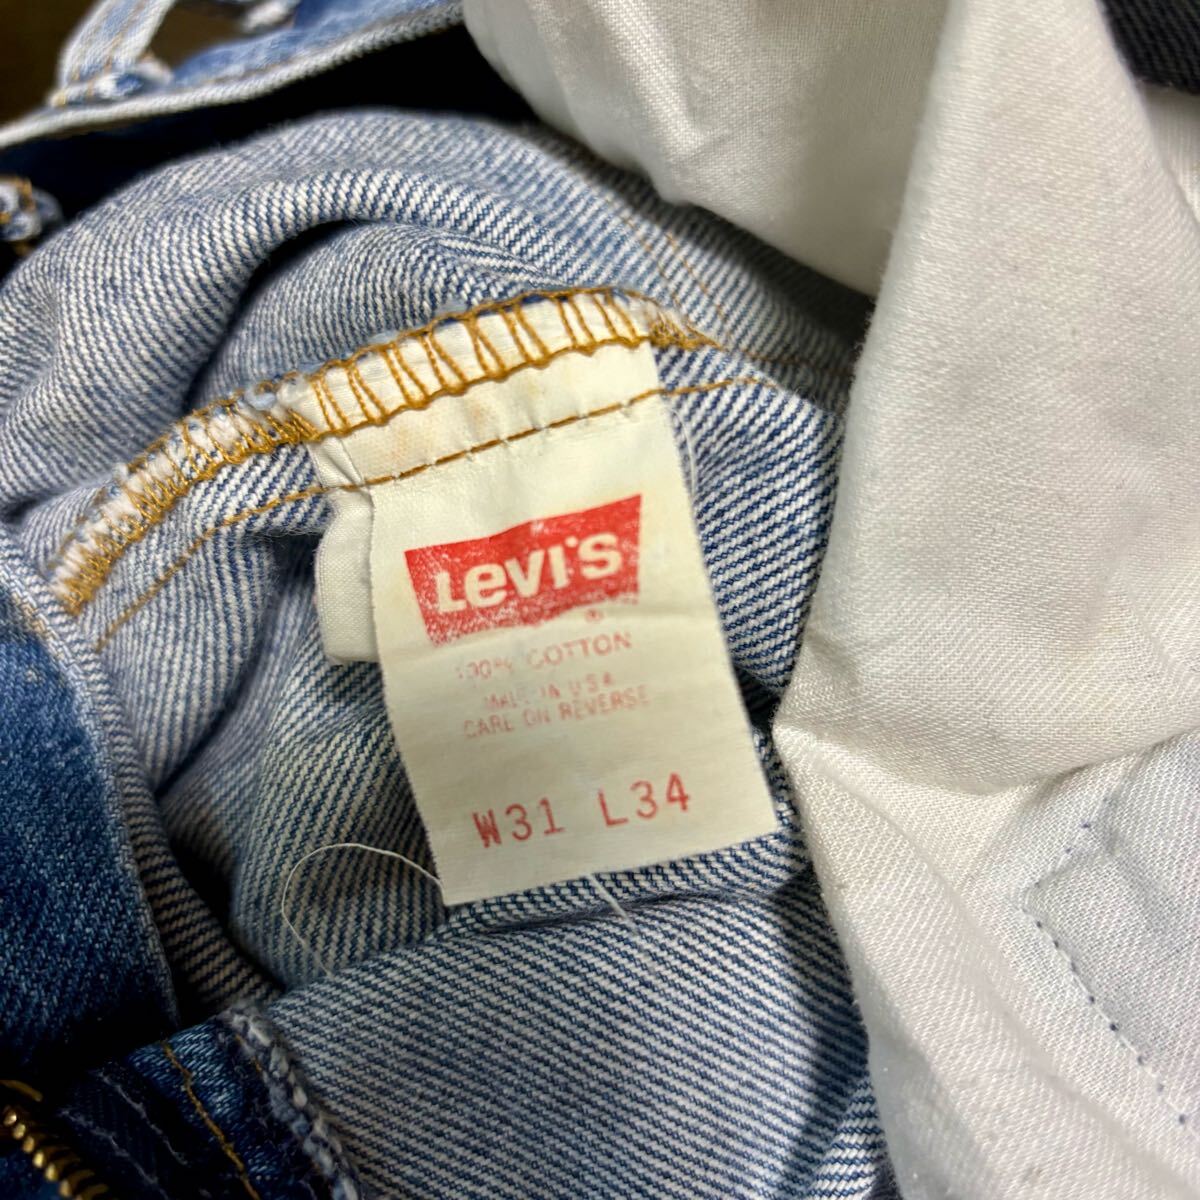 Levi's
®
100% COTTON
MADE IN USA
CARE ON REVERSE
W31 L34